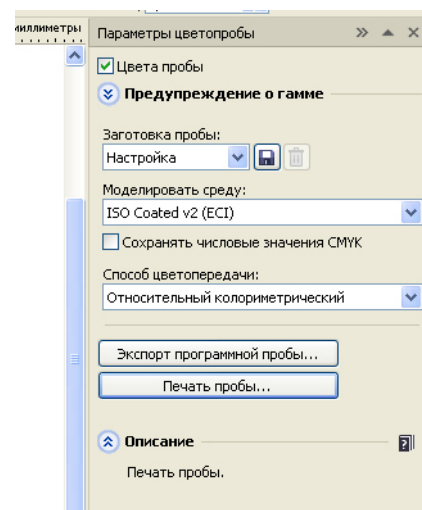 миллиметры
Параметры цветопробы
Цвета пробы
Предупреждение о гамме
Заготовка пробы:
Настройка
Моделировать среду:
ISO Coated v2 (ECI)
Сохранять числовые значения CMYK
Способ цветопередачи:
Относительный колориметрический
Экспорт программной пробы...
Печать пробы...
Описание
Печать пробы.